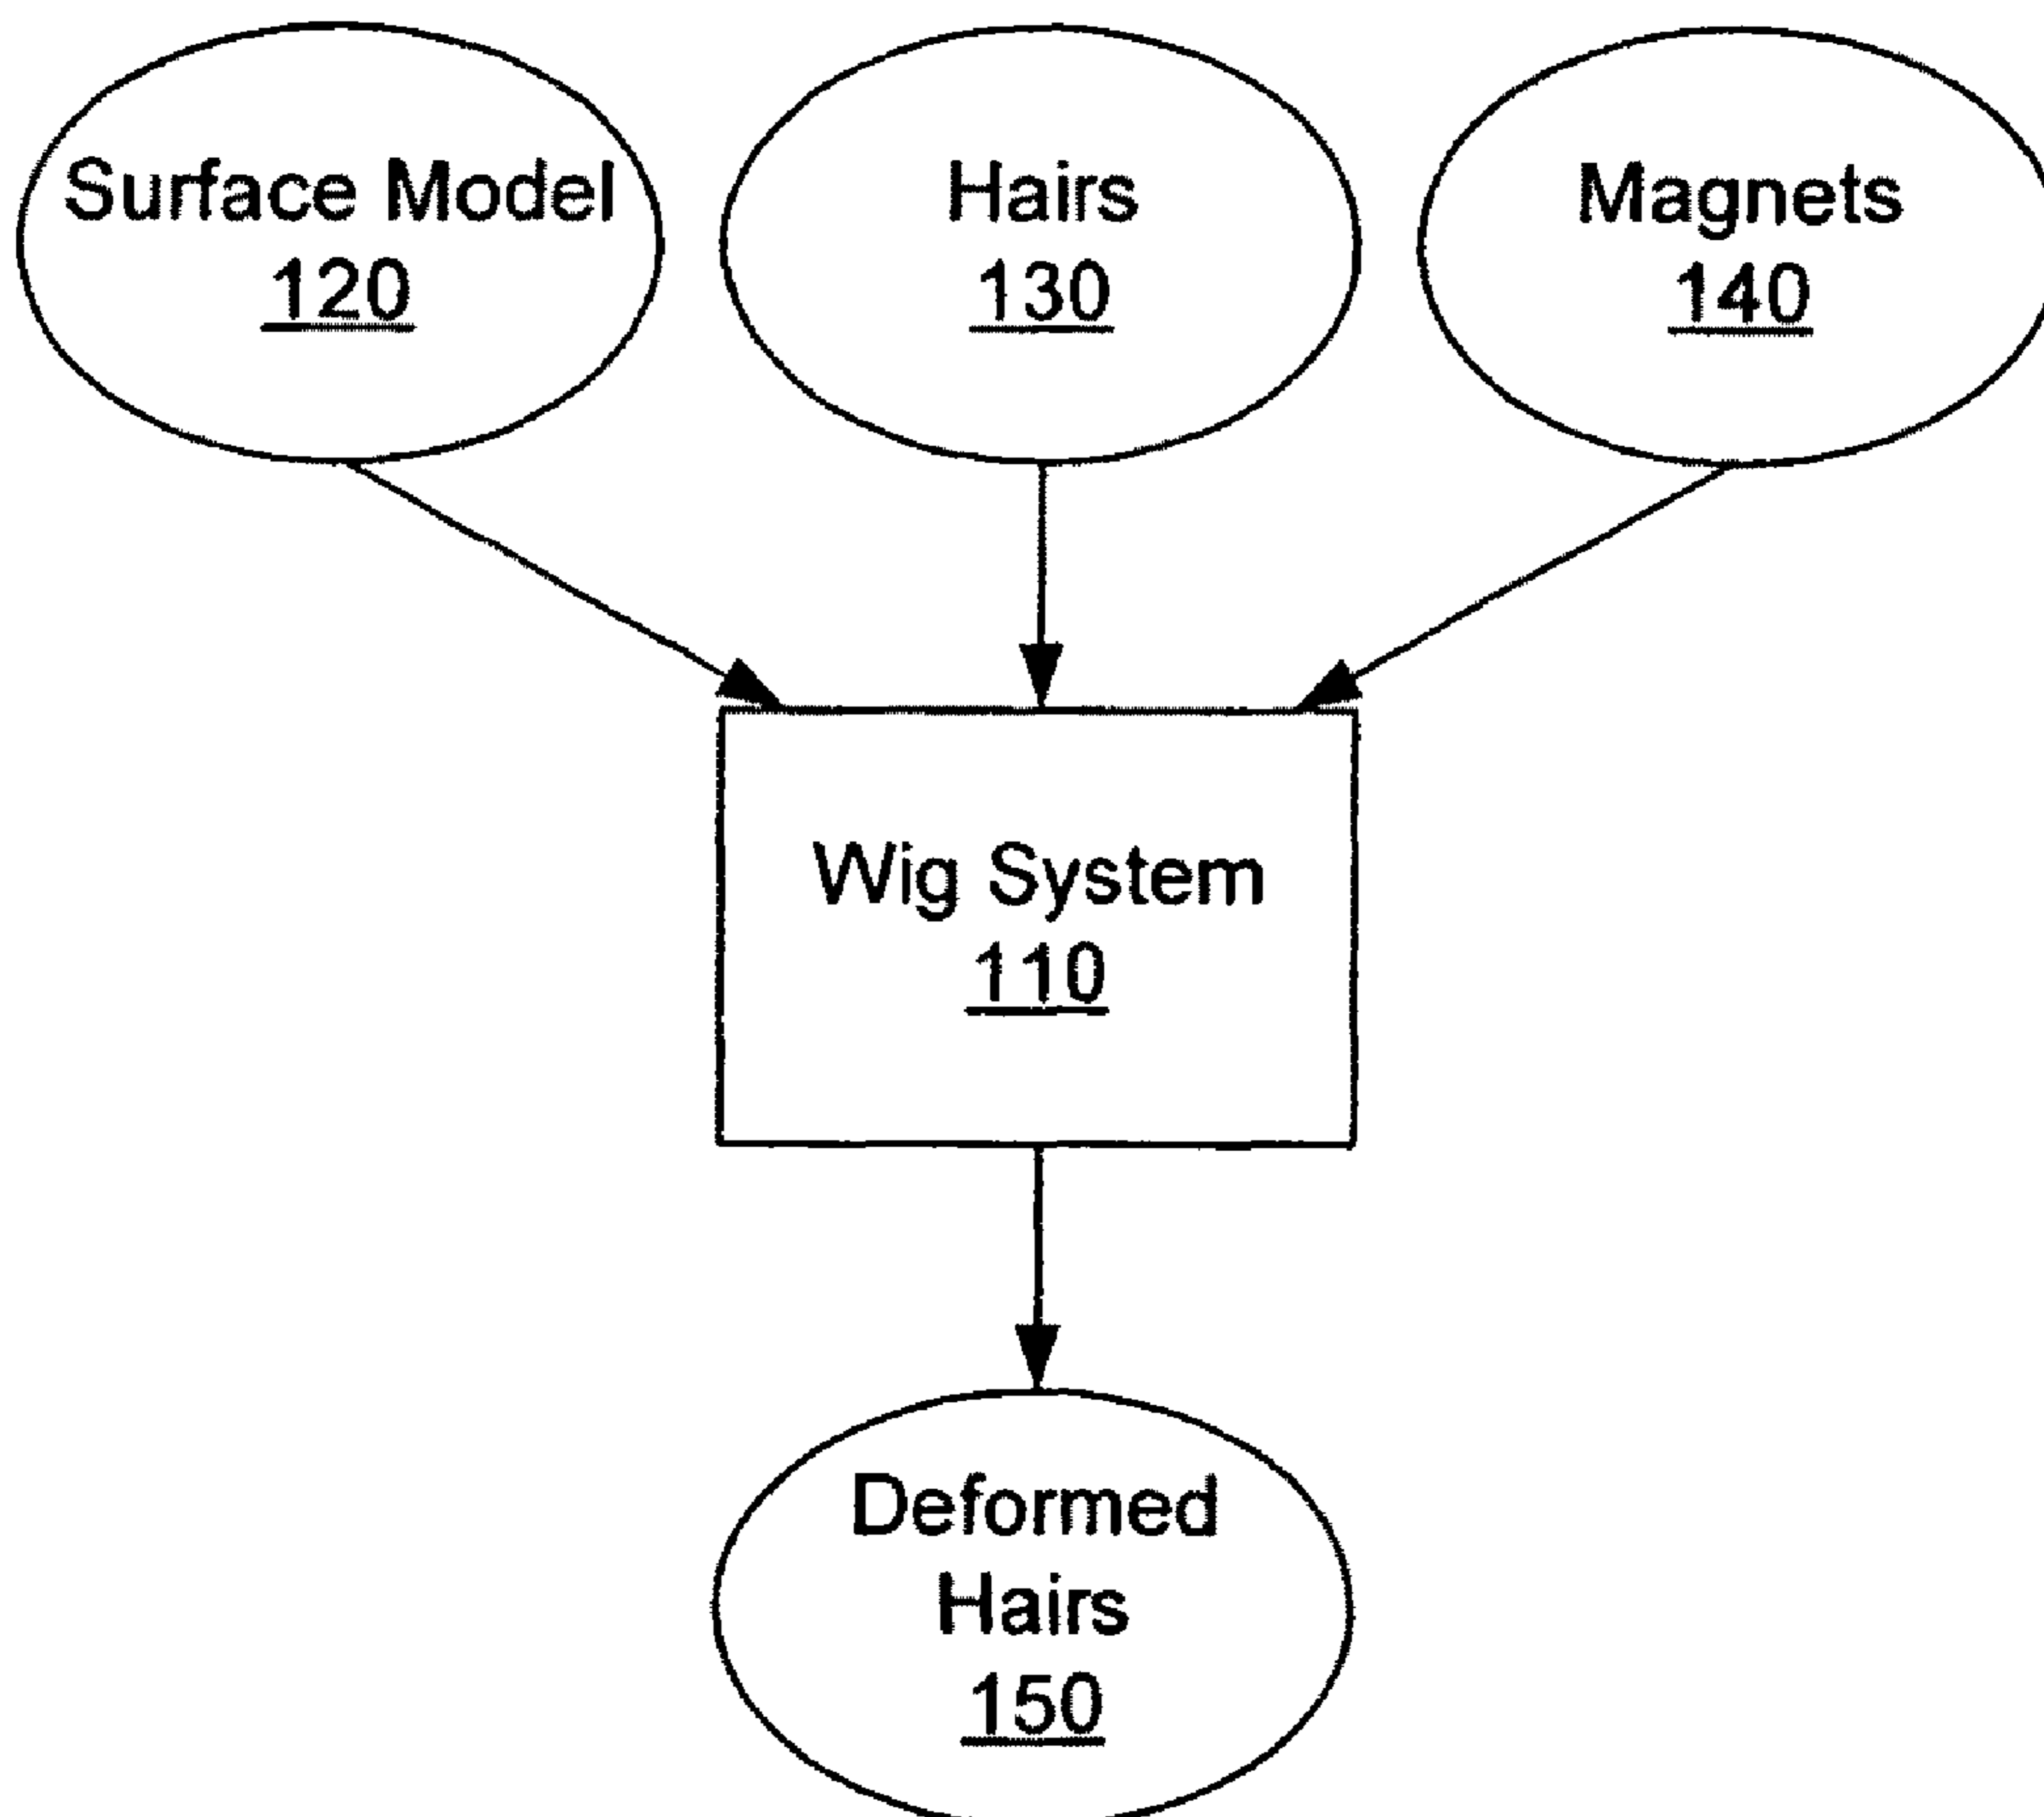 Surface Model
120
Hairs
130
Magnets
140
Wig System
110
Deformed
Hairs
150